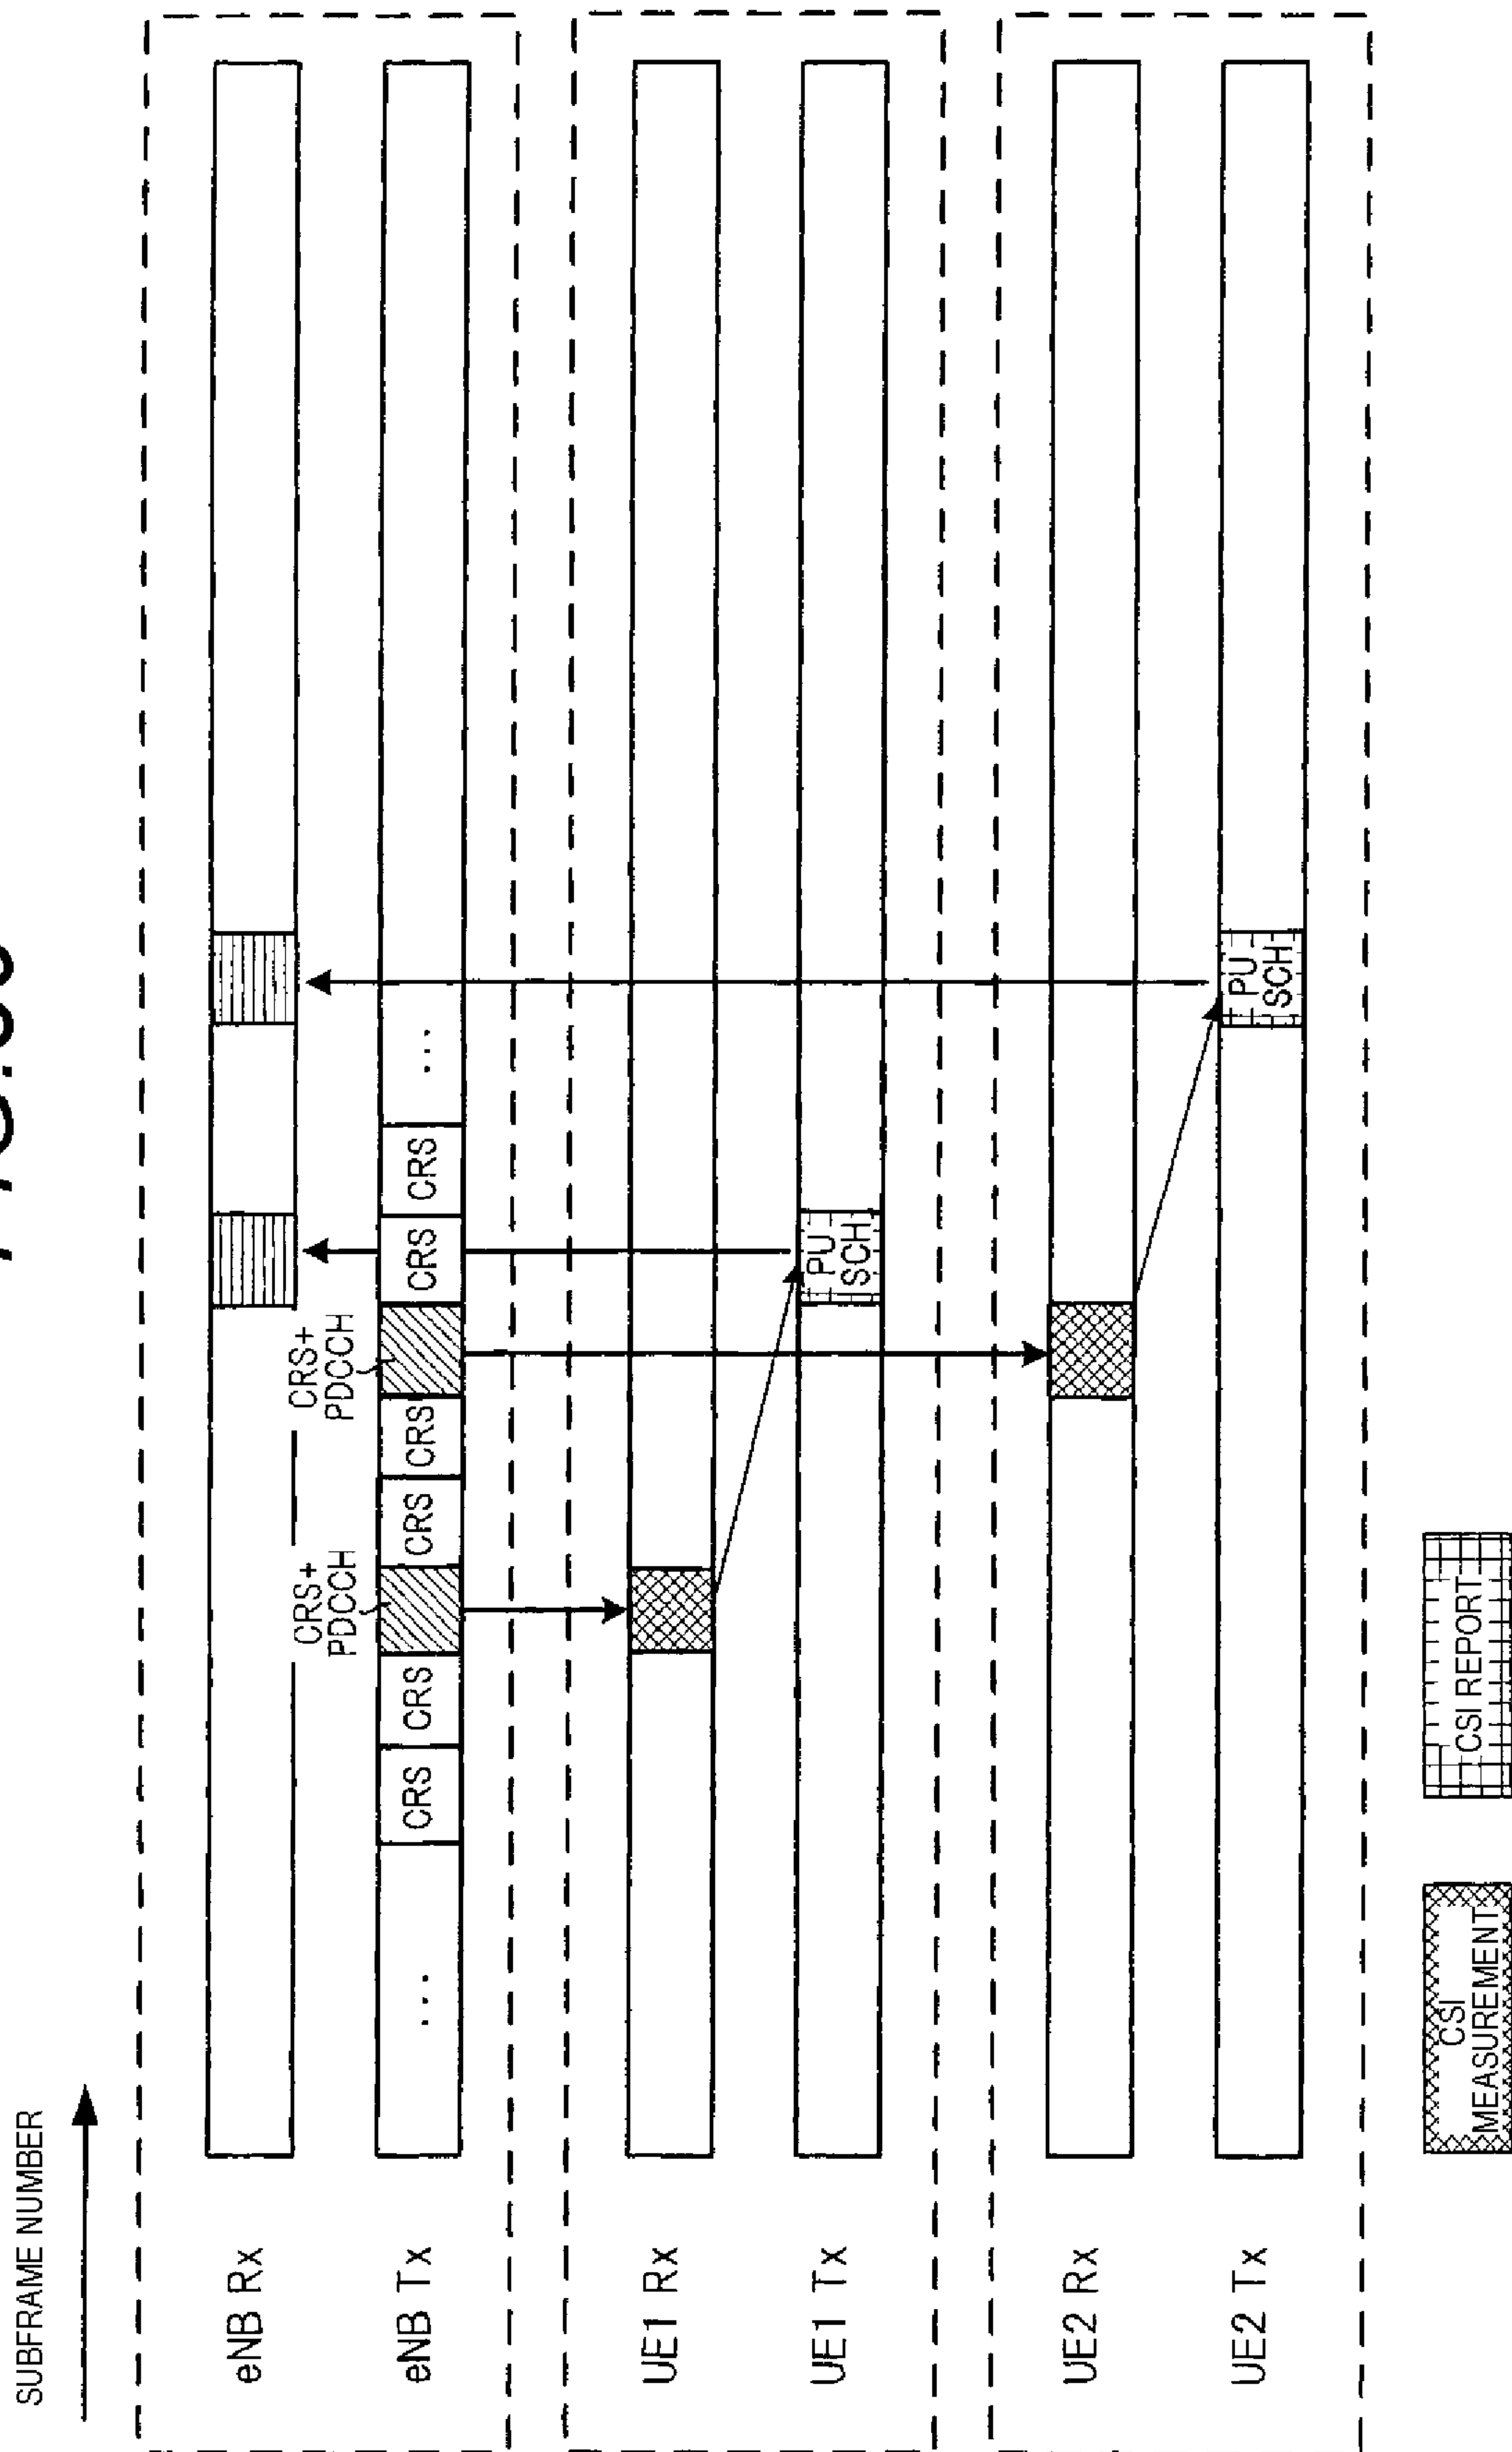 SUBFRAME NUMBER
eNB Rx
CRS+
PDCCH
CRS+
PDCCH
eNB Tx
...
CRS
CRS
CRS
CRS
CRS
CRS
...
UE1 Rx
UE1 Tx
PU
SCH
UE2 Rx
UE2 Tx
PU
SCH
CSI
MEASUREMENT
CSI REPORT